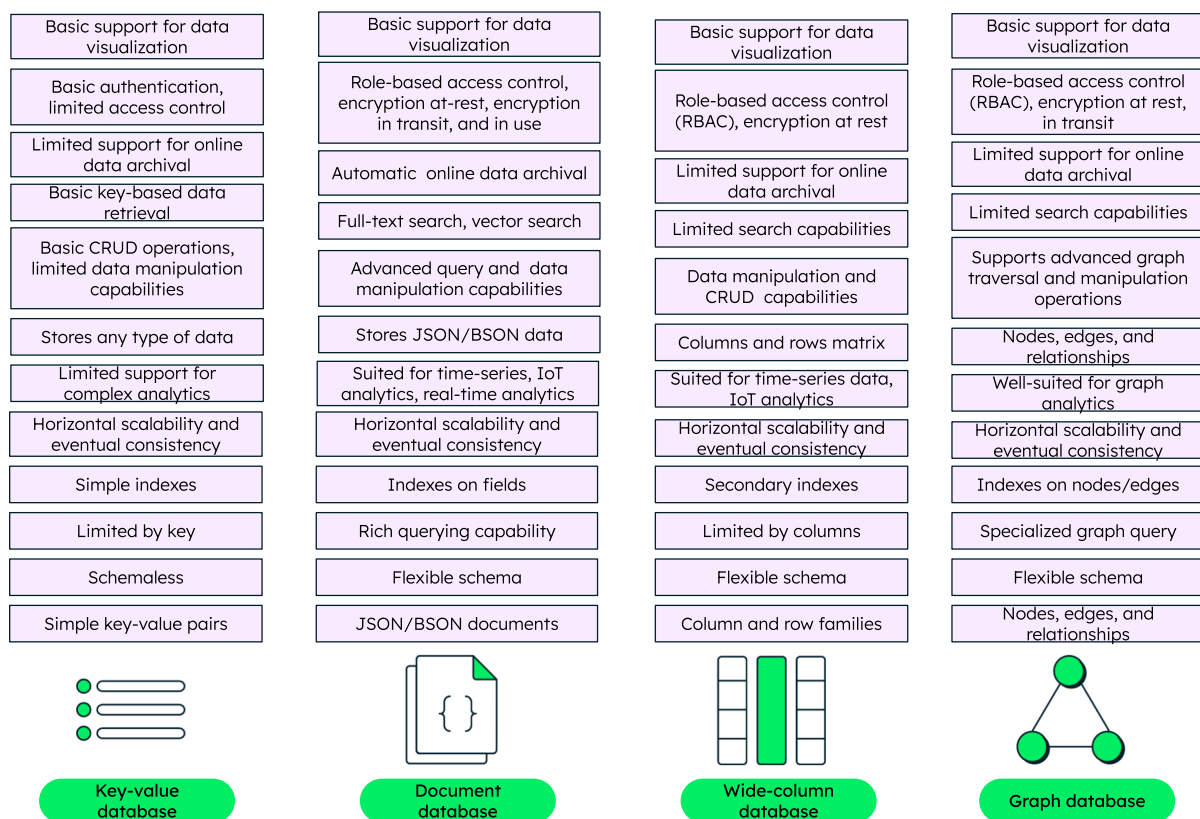 Basic support for data
visualization
Basic authentication,
limited access control
Limited support for online
data archival
Basic key-based data
retrieval
Basic CRUD operations,
limited data manipulation
capabilities
Stores any type of data
Limited support for
complex analytics
Horizontal scalability and
eventual consistency
Simple indexes
Limited by key
Schemaless
Simple key-value pairs
Key-value
database
Basic support for data
visualization
Role-based access control,
encryption at-rest, encryption
in transit, and in use
Automatic online data archival
Full-text search, vector search
Advanced query and data
manipulation capabilities
Stores JSON/BSON data
Suited for time-series, IoT
analytics, real-time analytics
Horizontal scalability and
eventual consistency
Indexes on fields
Rich querying capability
Flexible schema
JSON/BSON documents
{}
Document
database
Basic support for data
visualization
Role-based access control
(RBAC), encryption at rest
Limited support for online
data archival
Limited search capabilities
Data manipulation and
CRUD capabilities
Columns and rows matrix
Suited for time-series data,
IoT analytics
Horizontal scalability and
eventual consistency
Secondary indexes
Limited by columns
Flexible schema
Column and row families
Wide-column
database
Basic support for data
visualization
Role-based access control
(RBAC), encryption at rest,
in transit
Limited support for online
data archival
Limited search capabilities
Supports advanced graph
traversal and manipulation
operations
Nodes, edges, and
relationships
Well-suited for graph
analytics
Horizontal scalability and
eventual consistency
Indexes on nodes/edges
Specialized graph query
Flexible schema
Nodes, edges, and
relationships
Graph database